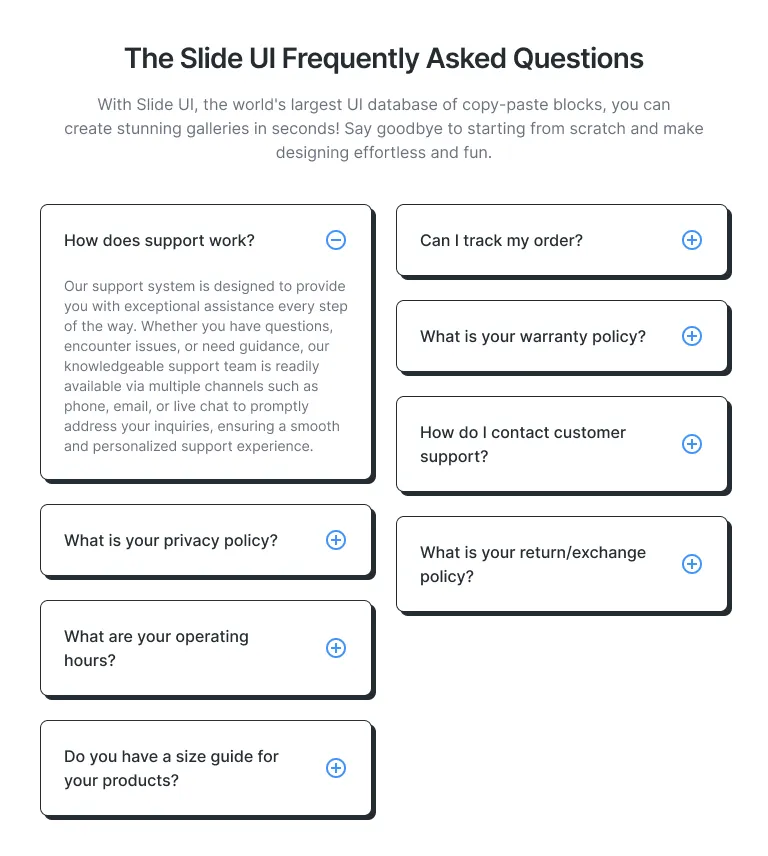 The Slide UI Frequently Asked Questions
With Slide UI, the world's largest UI database of copy-paste blocks, you can
create stunning galleries in seconds! Say goodbye to starting from scratch and make
designing effortless and fun.
How does support work?
Our support system is designed to provide
you with exceptional assistance every step
of the way. Whether you have questions,
encounter issues, or need guidance, our
knowledgeable support team is readily
available via multiple channels such as
phone, email, or live chat to promptly
address your inquiries, ensuring a smooth
and personalized support experience.
What is your privacy policy?
What are your operating
hours?
Do you have a size guide for
your products?
Can I track my order?
What is your warranty policy?
How do I contact customer
support?
What is your return/exchange
policy?